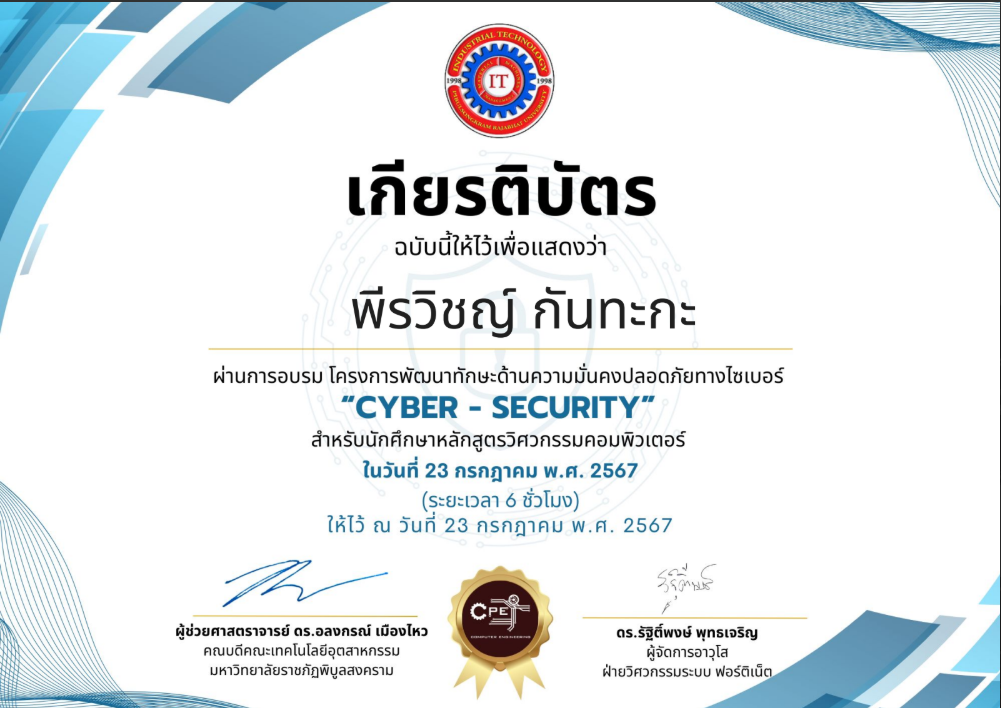 INDUSTRIAL TECHNOLOGY
1998 IT 1998
PIBULSONGKRAM RAJABHAT UNIVERSITY
เกียรติบัตร
ฉบับนี้ให้ไว้เพื่อแสดงว่า
พีรวิชญ์ กันทะกะ
ผ่านการอบรม โครงการพัฒนาทักษะด้านความมั่นคงปลอดภัยทางไซเบอร์
“CYBER - SECURITY”
สำหรับนักศึกษาหลักสูตรวิศวกรรมคอมพิวเตอร์
ในวันที่ 23 กรกฎาคม พ.ศ. 2567
(ระยะเวลา 6 ชั่วโมง)
ให้ไว้ ณ วันที่ 23 กรกฎาคม พ.ศ. 2567
ผู้ช่วยศาสตราจารย์ ดร.อลงกรณ์ เมืองไหว
คณบดีคณะเทคโนโลยีอุตสาหกรรม
มหาวิทยาลัยราชภัฏพิบูลสงคราม
CPE
COMPUTER ENGINEERING
ดร.รัฐิติ์พงษ์ พุทธเจริญ
ผู้จัดการอาวุโส
ฝ่ายวิศวกรรมระบบ ฟอร์ติเน็ต